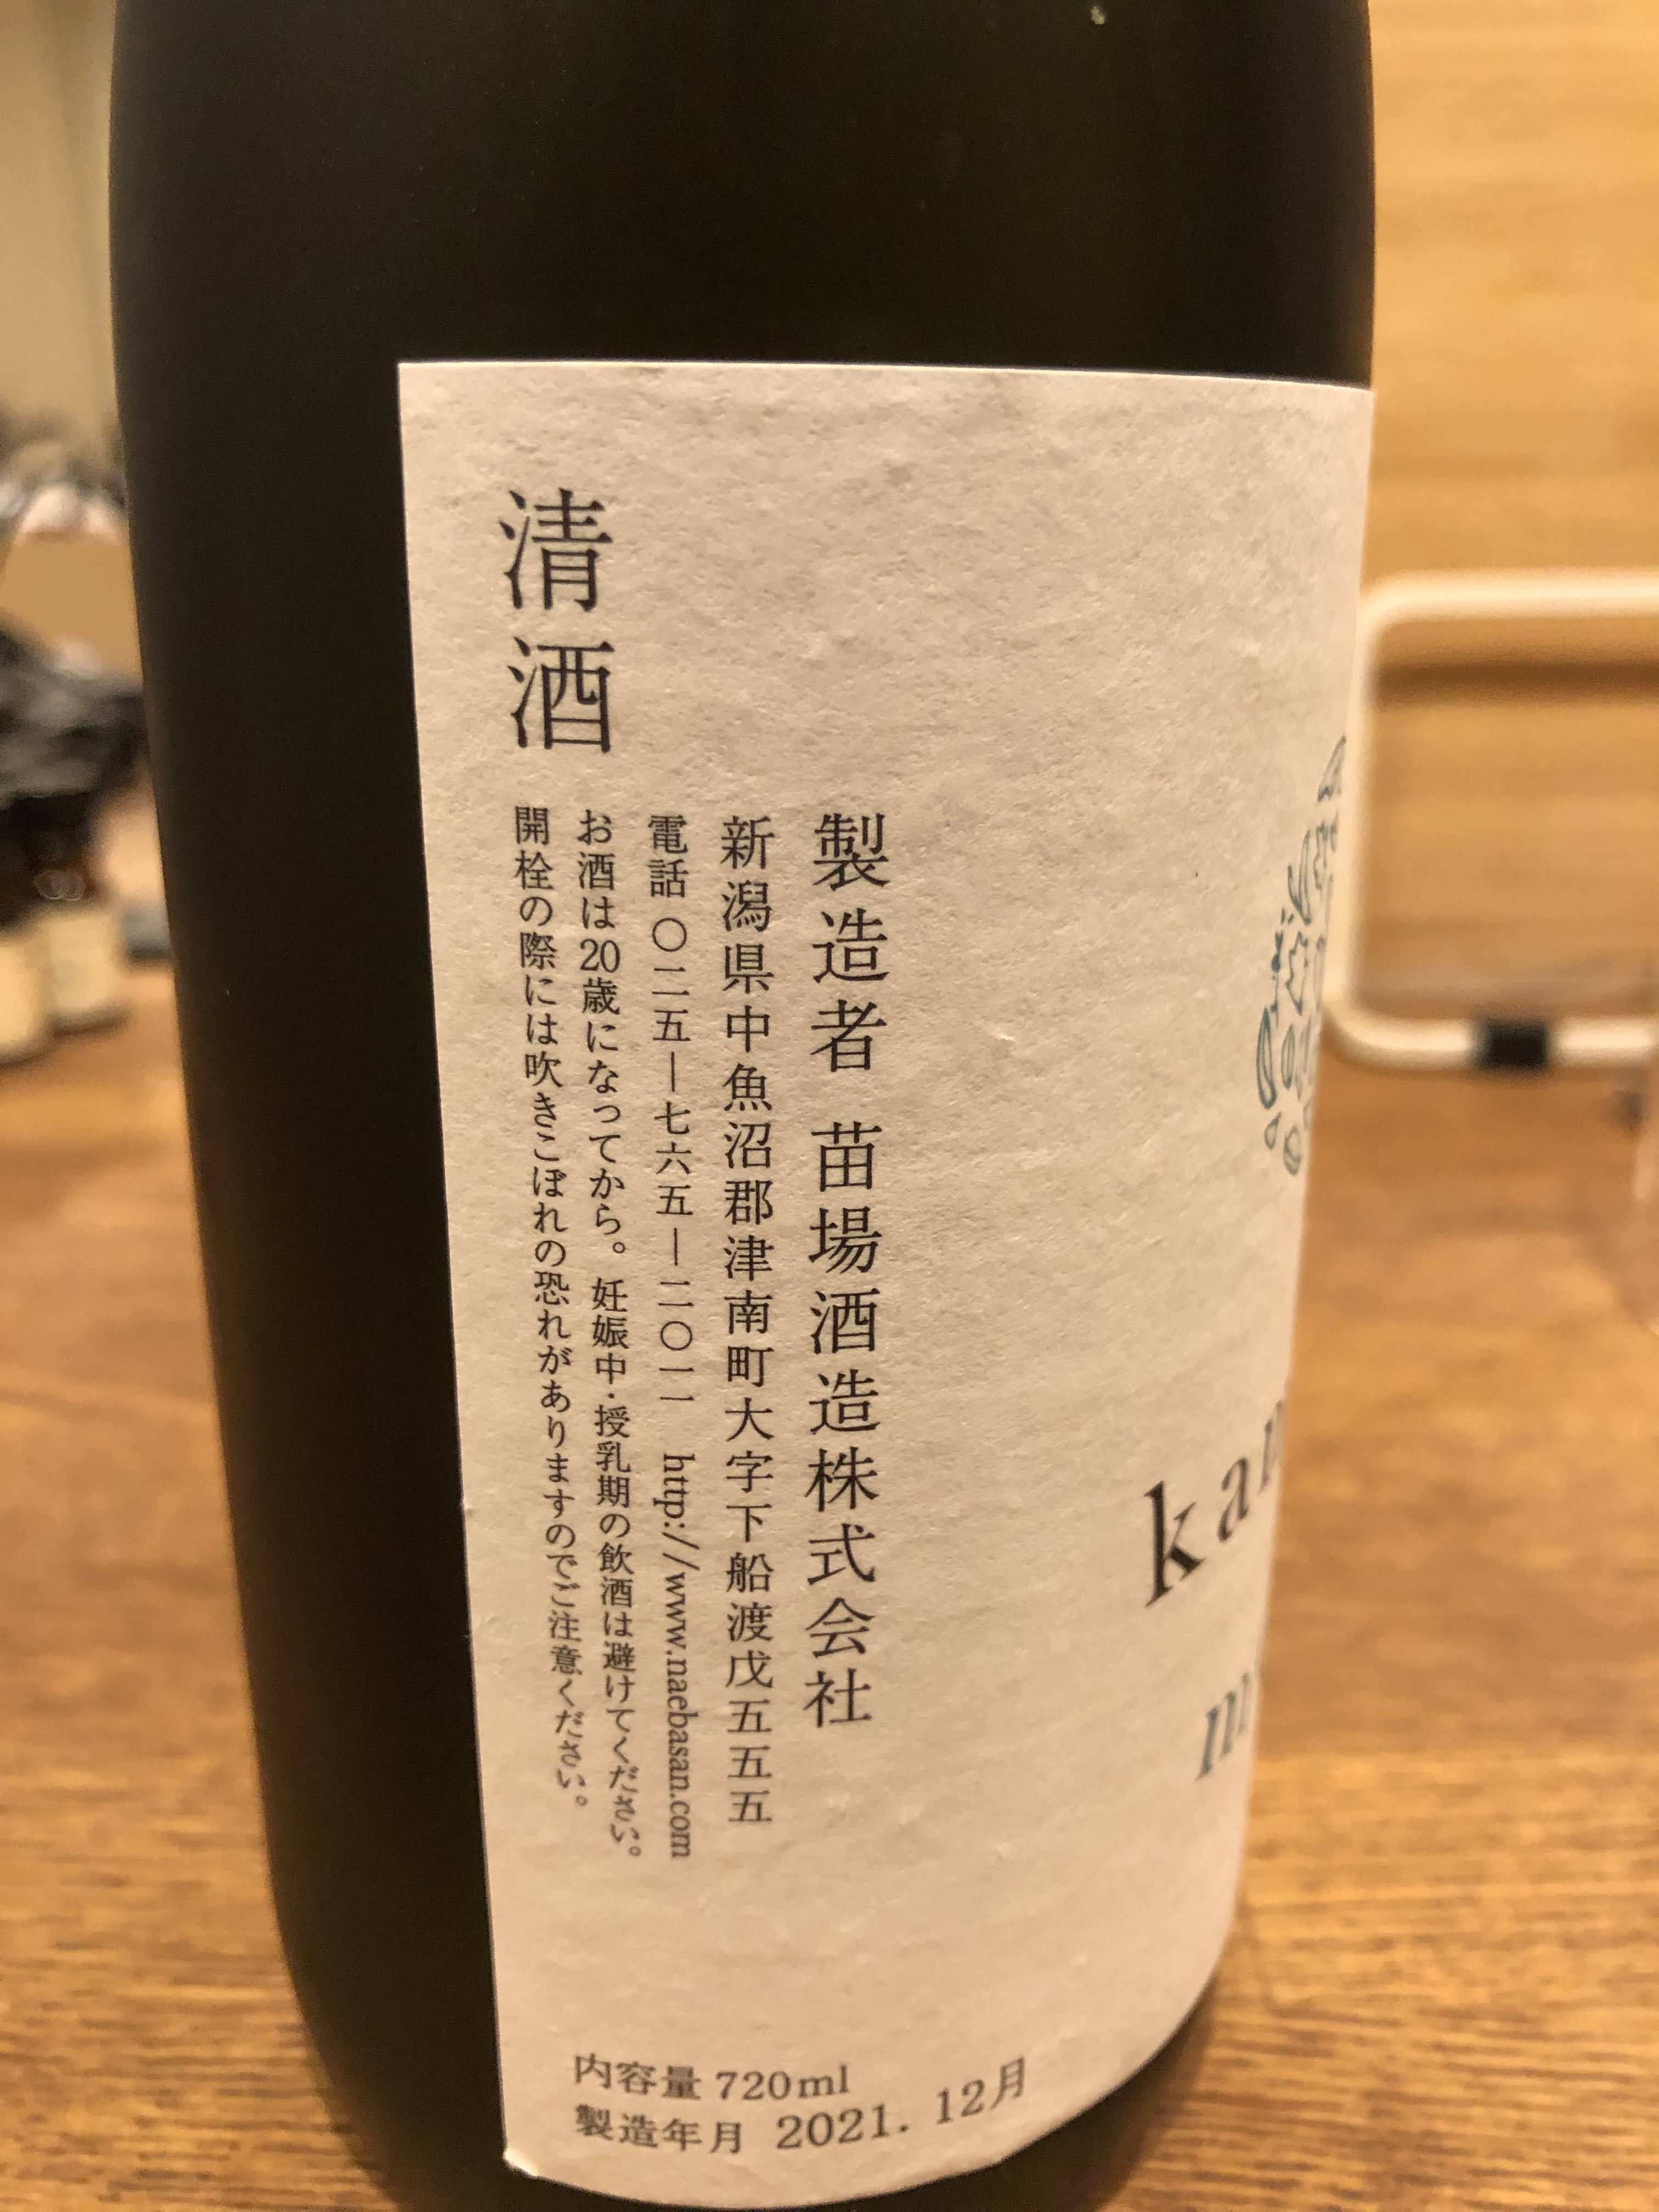 清酒
製造者 苗場酒造株式会社
新潟県中魚沼郡津南町大字下船渡戊五五五
電話 〇二五ー七六五ー二〇一一 http://www.naebasan.com
お酒は20歳になってから。妊娠中・授乳期の飲酒は避けてください。
開栓の際には吹きこぼれの恐れがありますのでご注意ください。
内容量 720ml
製造年月 2021. 12月